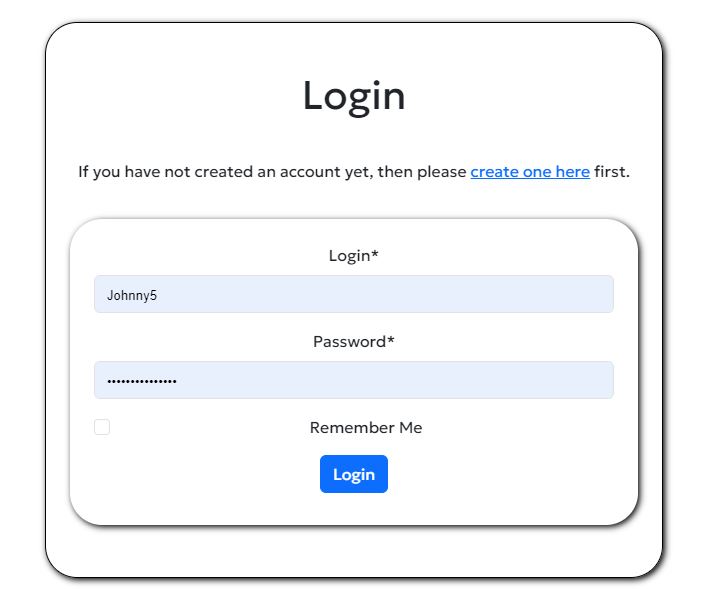 Login
If you have not created an account yet, then please create one here first.
Login*
Johnny5
Password*
•••••••••••••••
Remember Me
Login